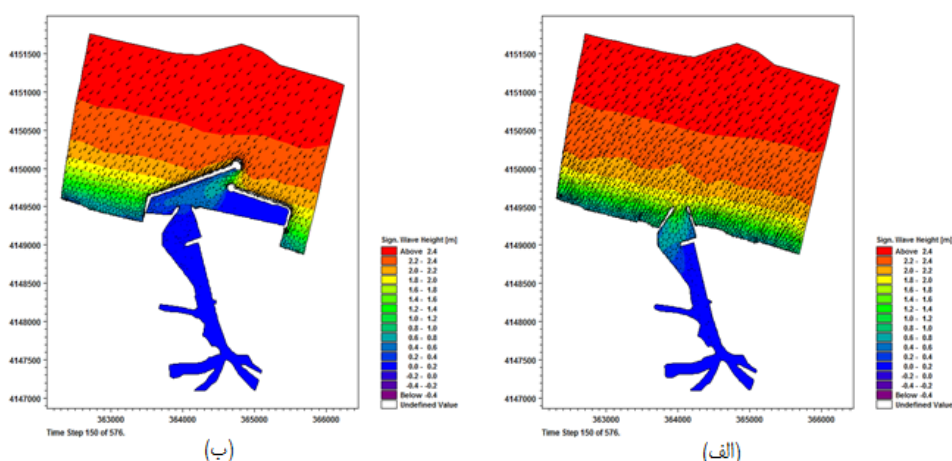 4151500
4151000
4150500
4150000
4149500
4149000
4148500
4148000
4147500
4147000
363000 364000 365000 366000
Time Step 150 of 576.
Sign. Wave Height [m]
Above 2.4
2.2 - 2.4
2.0 - 2.2
1.8 - 2.0
1.6 - 1.8
1.4 - 1.6
1.2 - 1.4
1.0 - 1.2
0.8 - 1.0
0.6 - 0.8
0.4 - 0.6
0.2 - 0.4
0.0 - 0.2
-0.2 - 0.0
-0.4 - -0.2
Below -0.4
Undefined Value
(ب)
4151500
4151000
4150500
4150000
4149500
4149000
4148500
4148000
4147500
4147000
363000 364000 365000 366000
Time Step 150 of 576.
Sign. Wave Height [m]
Above 2.4
2.2 - 2.4
2.0 - 2.2
1.8 - 2.0
1.6 - 1.8
1.4 - 1.6
1.2 - 1.4
1.0 - 1.2
0.8 - 1.0
0.6 - 0.8
0.4 - 0.6
0.2 - 0.4
0.0 - 0.2
-0.2 - 0.0
-0.4 - -0.2
Below -0.4
Undefined Value
(الف)